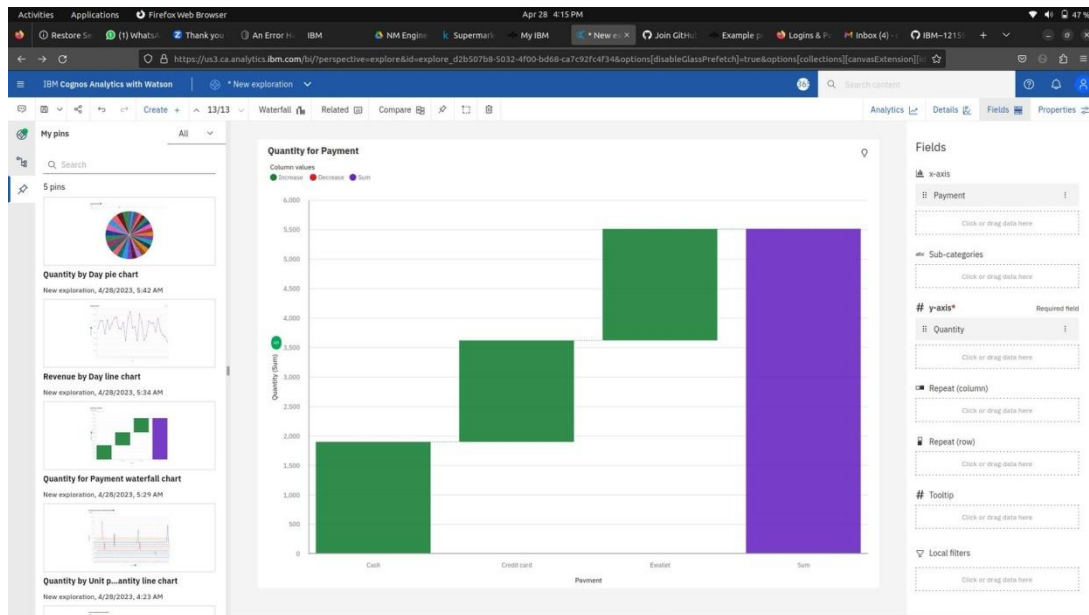 Activities Applications Firefox Web Browser Apr 28 4:15 PM 47 %
Restore Se (1) WhatsA Thank you An Error Ha IBM NM Engine Supermark My IBM * New ex × Join GitHu Example p Logins & Pa Inbox (4) - IBM-1215
https://us3.ca.analytics.ibm.com/bi/?perspective=explore&id=explore_d2b507b8-5032-4f00-bd68-ca7c92fc4f34&options[disableGlassPrefetch]=true&options[collections][canvasExtension]
IBM Cognos Analytics with Watson * New exploration Search content
Create + 13/13 Waterfall Related Compare Analytics Details Fields Properties
My pins All
Search
5 pins
Quantity by Day pie chart
New exploration, 4/28/2023, 5:42 AM
Revenue by Day line chart
New exploration, 4/28/2023, 5:34 AM
Quantity for Payment waterfall chart
New exploration, 4/28/2023, 5:29 AM
Quantity by Unit p...antity line chart
New exploration, 4/28/2023, 4:23 AM
Quantity for Payment
Column values
Increase Decrease Sum
6,000
5,500
5,000
4,500
4,000
3,500
3,000
2,500
2,000
1,500
1,000
500
0
Quantity (Sum)
Cash Credit card Ewallet Sum
Payment
Fields
x-axis
Payment
Click or drag data here
abc Sub-categories
Click or drag data here
# y-axis* Required field
Quantity
Click or drag data here
Repeat (column)
Click or drag data here
Repeat (row)
Click or drag data here
# Tooltip
Click or drag data here
Local filters
Click or drag data here